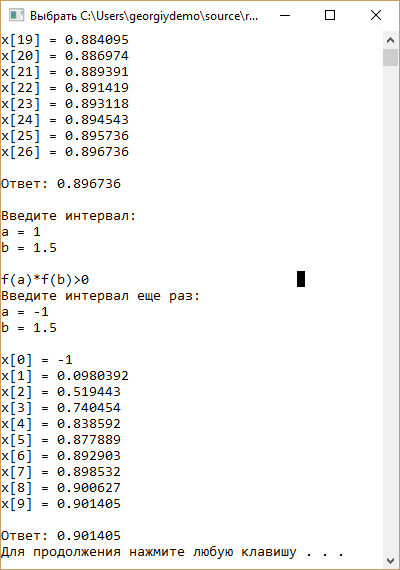 Выбрать C:\Users\georgiydemo\source\r...
x[19] = 0.884095
x[20] = 0.886974
x[21] = 0.889391
x[22] = 0.891419
x[23] = 0.893118
x[24] = 0.894543
x[25] = 0.895736
x[26] = 0.896736
Ответ: 0.896736
Введите интервал:
a = 1
b = 1.5
f(a)*f(b)>0
Введите интервал еще раз:
a = -1
b = 1.5
x[0] = -1
x[1] = 0.0980392
x[2] = 0.519443
x[3] = 0.740454
x[4] = 0.838592
x[5] = 0.877889
x[6] = 0.892903
x[7] = 0.898532
x[8] = 0.900627
x[9] = 0.901405
Ответ: 0.901405
Для продолжения нажмите любую клавишу . . .